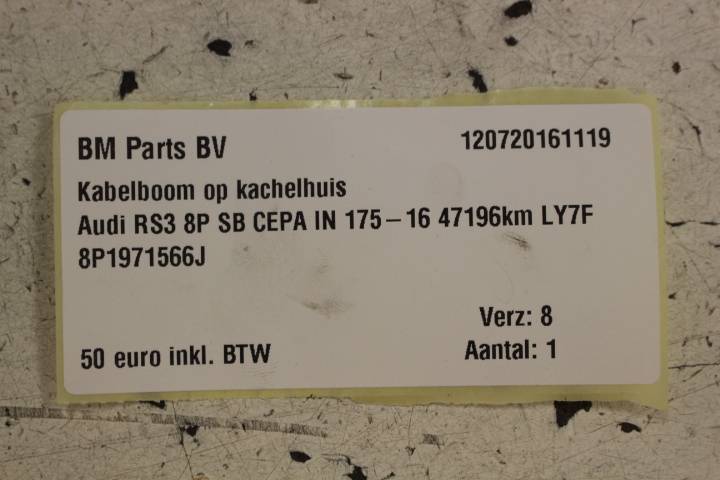 BM Parts BV 120720161119
Kabelboom op kachelhuis
Audi RS3 8P SB CEPA IN 175-16 47196km LY7F
8P1971566J
Verz: 8
50 euro inkl. BTW Aantal: 1